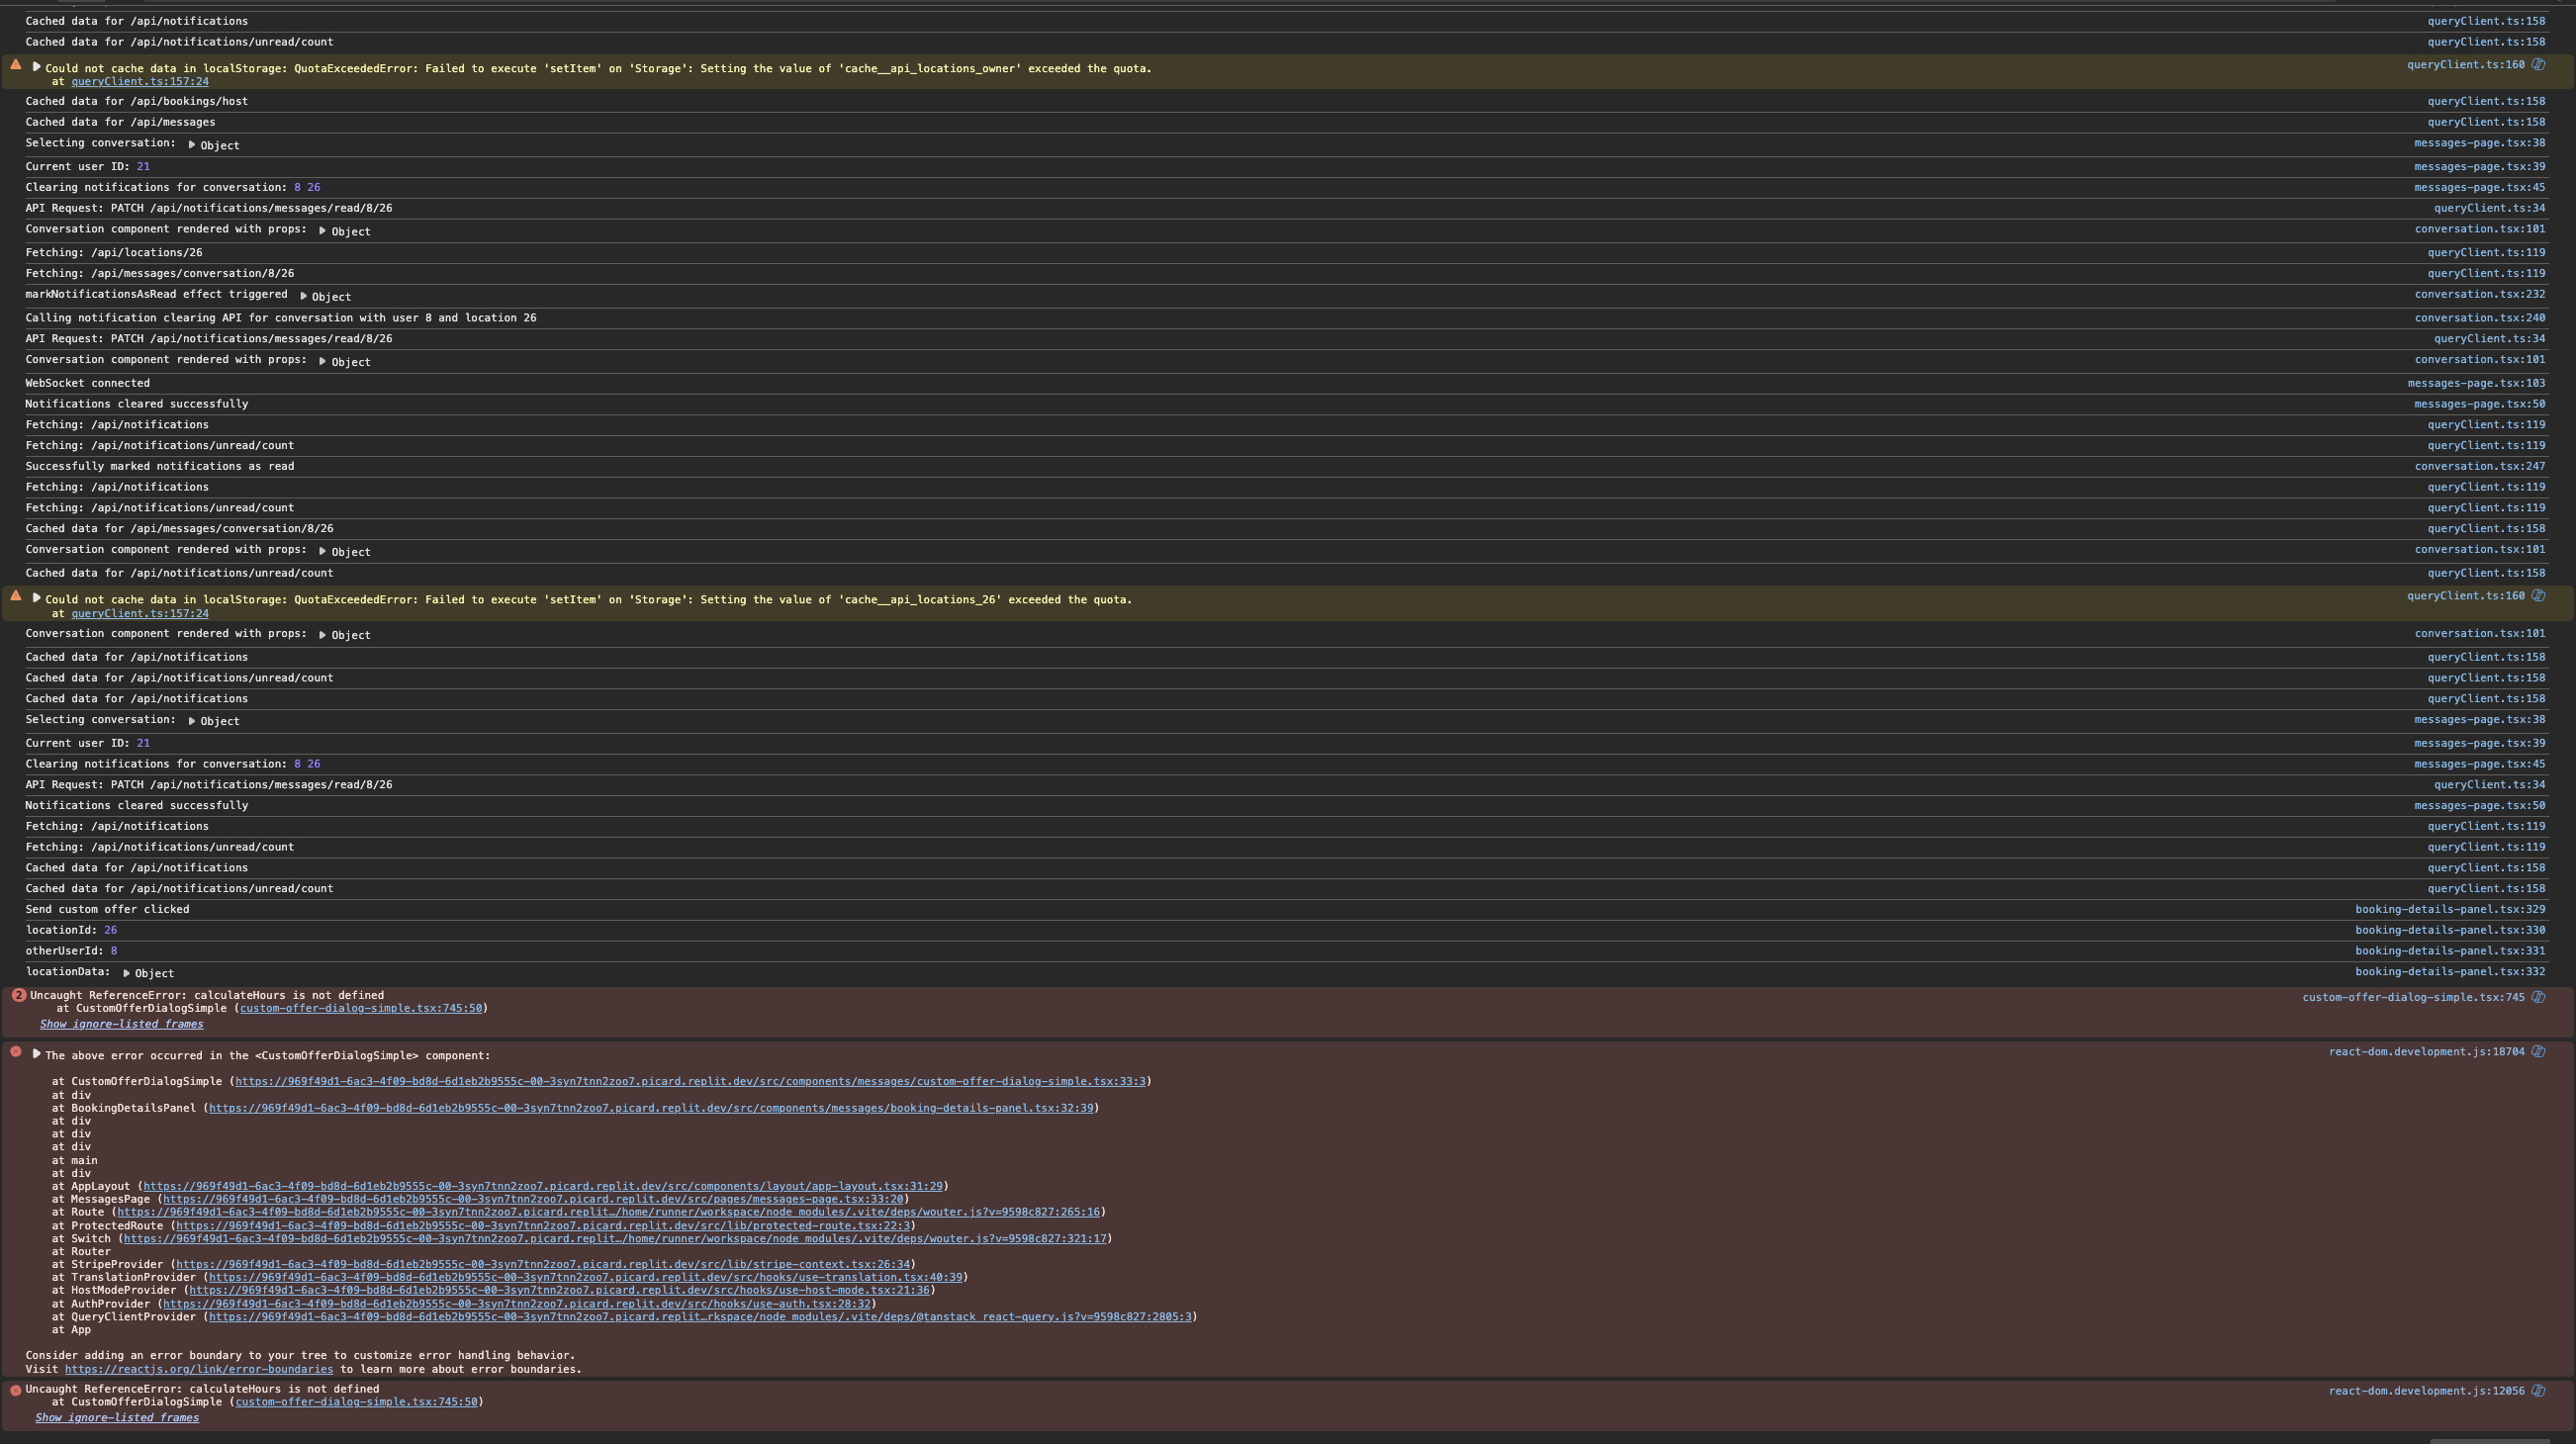 Cached data for /api/notifications queryClient.ts:158
Cached data for /api/notifications/unread/count queryClient.ts:158
Could not cache data in localStorage: QuotaExceededError: Failed to execute 'setItem' on 'Storage': Setting the value of 'cache__api_locations_owner' exceeded the quota. queryClient.ts:160
at queryClient.ts:157:24
Cached data for /api/bookings/host queryClient.ts:158
Cached data for /api/messages queryClient.ts:158
Selecting conversation: Object messages-page.tsx:38
Current user ID: 21 messages-page.tsx:39
Clearing notifications for conversation: 8 26 messages-page.tsx:45
API Request: PATCH /api/notifications/messages/read/8/26 queryClient.ts:34
Conversation component rendered with props: Object conversation.tsx:101
Fetching: /api/locations/26 queryClient.ts:119
Fetching: /api/messages/conversation/8/26 queryClient.ts:119
markNotificationsAsRead effect triggered Object conversation.tsx:232
Calling notification clearing API for conversation with user 8 and location 26 conversation.tsx:240
API Request: PATCH /api/notifications/messages/read/8/26 queryClient.ts:34
Conversation component rendered with props: Object conversation.tsx:101
WebSocket connected messages-page.tsx:103
Notifications cleared successfully messages-page.tsx:50
Fetching: /api/notifications queryClient.ts:119
Fetching: /api/notifications/unread/count queryClient.ts:119
Successfully marked notifications as read conversation.tsx:247
Fetching: /api/notifications queryClient.ts:119
Fetching: /api/notifications/unread/count queryClient.ts:119
Cached data for /api/messages/conversation/8/26 queryClient.ts:158
Conversation component rendered with props: Object conversation.tsx:101
Cached data for /api/notifications/unread/count queryClient.ts:158
Could not cache data in localStorage: QuotaExceededError: Failed to execute 'setItem' on 'Storage': Setting the value of 'cache__api_locations_26' exceeded the quota. queryClient.ts:160
at queryClient.ts:157:24
Conversation component rendered with props: Object conversation.tsx:101
Cached data for /api/notifications queryClient.ts:158
Cached data for /api/notifications/unread/count queryClient.ts:158
Cached data for /api/notifications queryClient.ts:158
Selecting conversation: Object messages-page.tsx:38
Current user ID: 21 messages-page.tsx:39
Clearing notifications for conversation: 8 26 messages-page.tsx:45
API Request: PATCH /api/notifications/messages/read/8/26 queryClient.ts:34
Notifications cleared successfully messages-page.tsx:50
Fetching: /api/notifications queryClient.ts:119
Fetching: /api/notifications/unread/count queryClient.ts:119
Cached data for /api/notifications queryClient.ts:158
Cached data for /api/notifications/unread/count queryClient.ts:158
Send custom offer clicked booking-details-panel.tsx:329
locationId: 26 booking-details-panel.tsx:330
otherUserId: 8 booking-details-panel.tsx:331
locationData: Object booking-details-panel.tsx:332
2 Uncaught ReferenceError: calculateHours is not defined custom-offer-dialog-simple.tsx:745
at CustomOfferDialogSimple (custom-offer-dialog-simple.tsx:745:50)
Show ignore-listed frames
The above error occurred in the <CustomOfferDialogSimple> component: react-dom.development.js:18704
at CustomOfferDialogSimple (https://969f49d1-6ac3-4f09-bd8d-6d1eb2b9555c-00-3syn7tnn2zoo7.picard.replit.dev/src/components/messages/custom-offer-dialog-simple.tsx:33:3)
at div
at BookingDetailsPanel (https://969f49d1-6ac3-4f09-bd8d-6d1eb2b9555c-00-3syn7tnn2zoo7.picard.replit.dev/src/components/messages/booking-details-panel.tsx:32:39)
at div
at div
at div
at main
at div
at AppLayout (https://969f49d1-6ac3-4f09-bd8d-6d1eb2b9555c-00-3syn7tnn2zoo7.picard.replit.dev/src/components/layout/app-layout.tsx:31:29)
at MessagesPage (https://969f49d1-6ac3-4f09-bd8d-6d1eb2b9555c-00-3syn7tnn2zoo7.picard.replit.dev/src/pages/messages-page.tsx:33:20)
at Route (https://969f49d1-6ac3-4f09-bd8d-6d1eb2b9555c-00-3syn7tnn2zoo7.picard.replit…/home/runner/workspace/node_modules/.vite/deps/wouter.js?v=9598c827:265:16)
at ProtectedRoute (https://969f49d1-6ac3-4f09-bd8d-6d1eb2b9555c-00-3syn7tnn2zoo7.picard.replit.dev/src/lib/protected-route.tsx:22:3)
at Switch (https://969f49d1-6ac3-4f09-bd8d-6d1eb2b9555c-00-3syn7tnn2zoo7.picard.replit…/home/runner/workspace/node_modules/.vite/deps/wouter.js?v=9598c827:321:17)
at Router
at StripeProvider (https://969f49d1-6ac3-4f09-bd8d-6d1eb2b9555c-00-3syn7tnn2zoo7.picard.replit.dev/src/lib/stripe-context.tsx:26:34)
at TranslationProvider (https://969f49d1-6ac3-4f09-bd8d-6d1eb2b9555c-00-3syn7tnn2zoo7.picard.replit.dev/src/hooks/use-translation.tsx:40:39)
at HostModeProvider (https://969f49d1-6ac3-4f09-bd8d-6d1eb2b9555c-00-3syn7tnn2zoo7.picard.replit.dev/src/hooks/use-host-mode.tsx:21:36)
at AuthProvider (https://969f49d1-6ac3-4f09-bd8d-6d1eb2b9555c-00-3syn7tnn2zoo7.picard.replit.dev/src/hooks/use-auth.tsx:28:32)
at QueryClientProvider (https://969f49d1-6ac3-4f09-bd8d-6d1eb2b9555c-00-3syn7tnn2zoo7.picard.replit…rkspace/node_modules/.vite/deps/@tanstack_react-query.js?v=9598c827:2805:3)
at App
Consider adding an error boundary to your tree to customize error handling behavior.
Visit https://reactjs.org/link/error-boundaries to learn more about error boundaries.
Uncaught ReferenceError: calculateHours is not defined react-dom.development.js:12056
at CustomOfferDialogSimple (custom-offer-dialog-simple.tsx:745:50)
Show ignore-listed frames